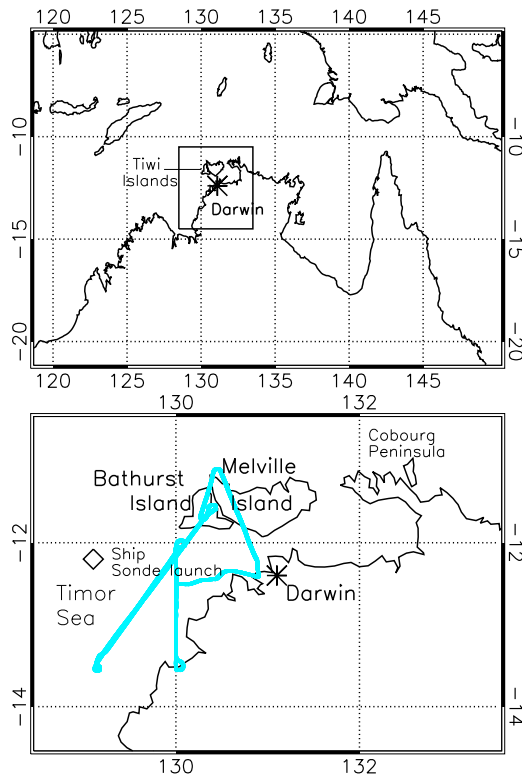 120 125 130 135 140 145
-10 -10
Tiwi
Islands
Darwin
-15 -15
-20 -20
120 125 130 135 140 145
130 132
Cobourg
Peninsula
Melville
Bathurst
Island Island
-12 -12
Ship
Sonde launch
Timor
Sea
Darwin
-14 -14
130 132